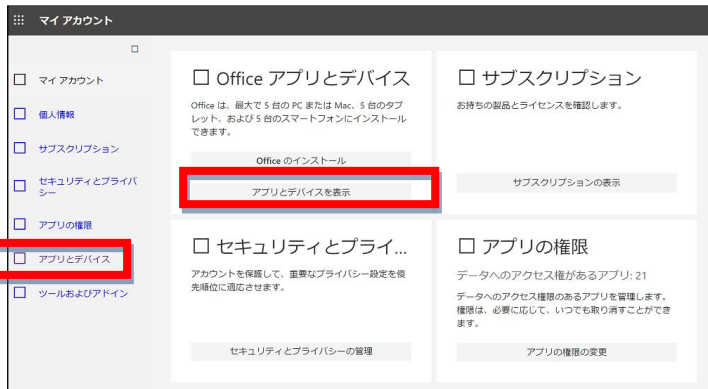 マイ アカウント
マイ アカウント
個人情報
サブスクリプション
セキュリティとプライバ
シー
アプリの権限
アプリとデバイス
ツールおよびアドイン
Office アプリとデバイス
Office は、最大で 5 台の PC または Mac、5 台のタブ
レット、および 5 台のスマートフォンにインストール
できます。
Office のインストール
アプリとデバイスを表示
サブスクリプション
お持ちの製品とライセンスを確認します。
サブスクリプションの表示
セキュリティとプライ...
アカウントを保護して、重要なプライバシー設定を優
先順位に適応させます。
セキュリティとプライバシーの管理
アプリの権限
データへのアクセス権があるアプリ: 21
データへのアクセス権限のあるアプリを管理します。
権限は、必要に応じて、いつでも取り消すことができ
ます。
アプリの権限の変更